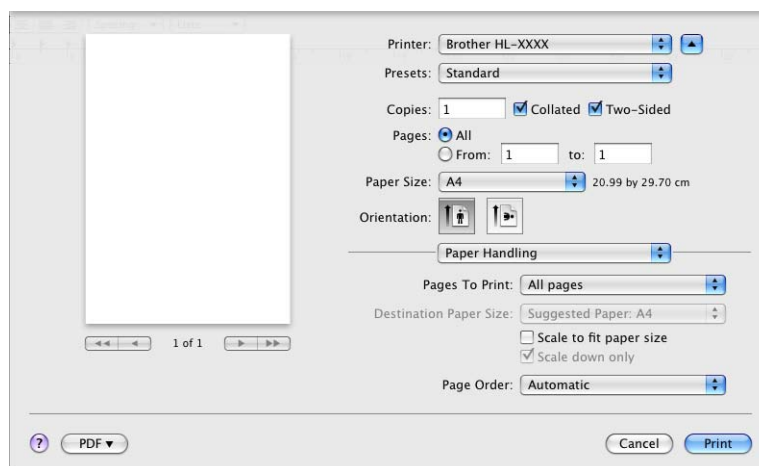 Printer: Brother HL-XXXX
Presets: Standard
Copies: 1 Collated Two-Sided
Pages: All
From: 1 to: 1
Paper Size: A4 20.99 by 29.70 cm
Orientation:
Paper Handling
Pages To Print: All pages
Destination Paper Size: Suggested Paper: A4
1 of 1
Scale to fit paper size
Scale down only
Page Order: Automatic
? PDF Cancel Print